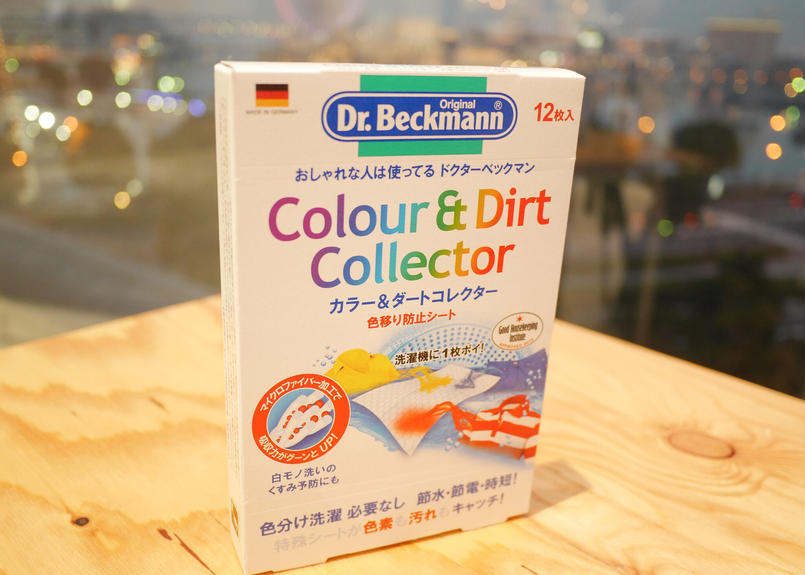 MADE IN GERMANY
Original
Dr. Beckmann®
12枚入
おしゃれな人は使ってる ドクターベックマン
Colour & Dirt
Collector
カラー&ダートコレクター
色移り防止シート
Good Housekeeping
Institute
洗濯機に1枚ポイ!
マイクロファイバー加工で
吸収力がグーンとUP!
白モノ洗いの
くすみ予防にも
色分け洗濯 必要なし 節水・節電・時短!
特殊シートが色素も汚れもキャッチ!